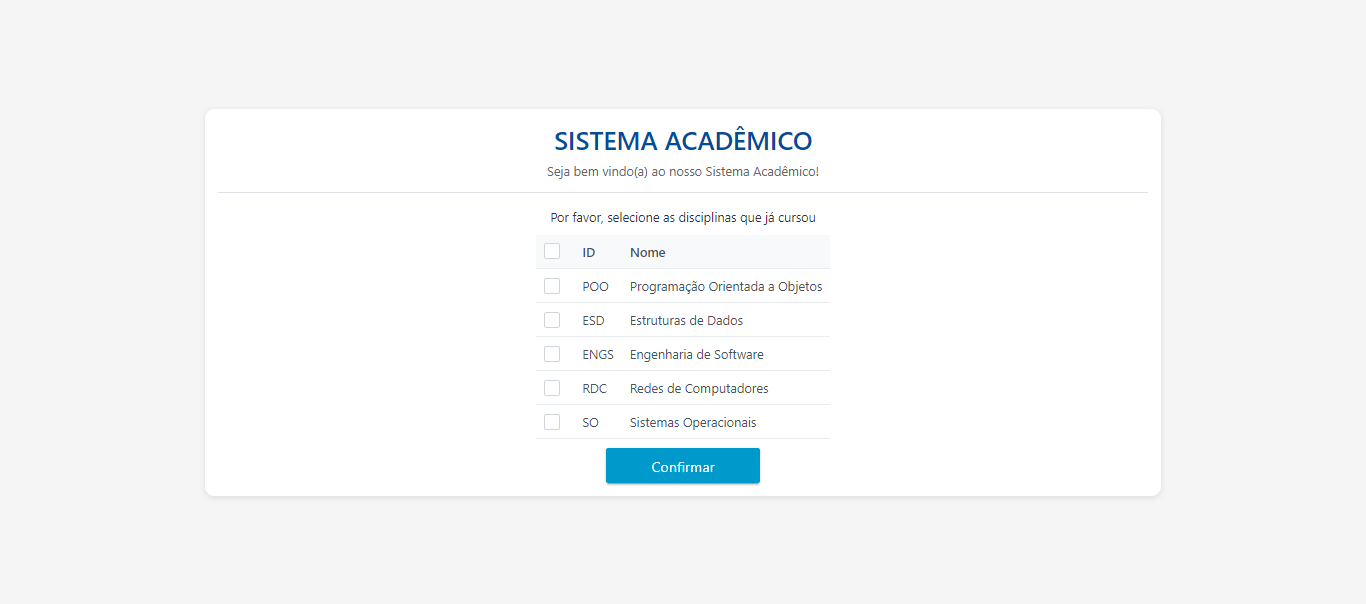 SISTEMA ACADÊMICO
Seja bem vindo(a) ao nosso Sistema Acadêmico!
Por favor, selecione as disciplinas que já cursou
ID Nome
POO Programação Orientada a Objetos
ESD Estruturas de Dados
ENGS Engenharia de Software
RDC Redes de Computadores
SO Sistemas Operacionais
Confirmar